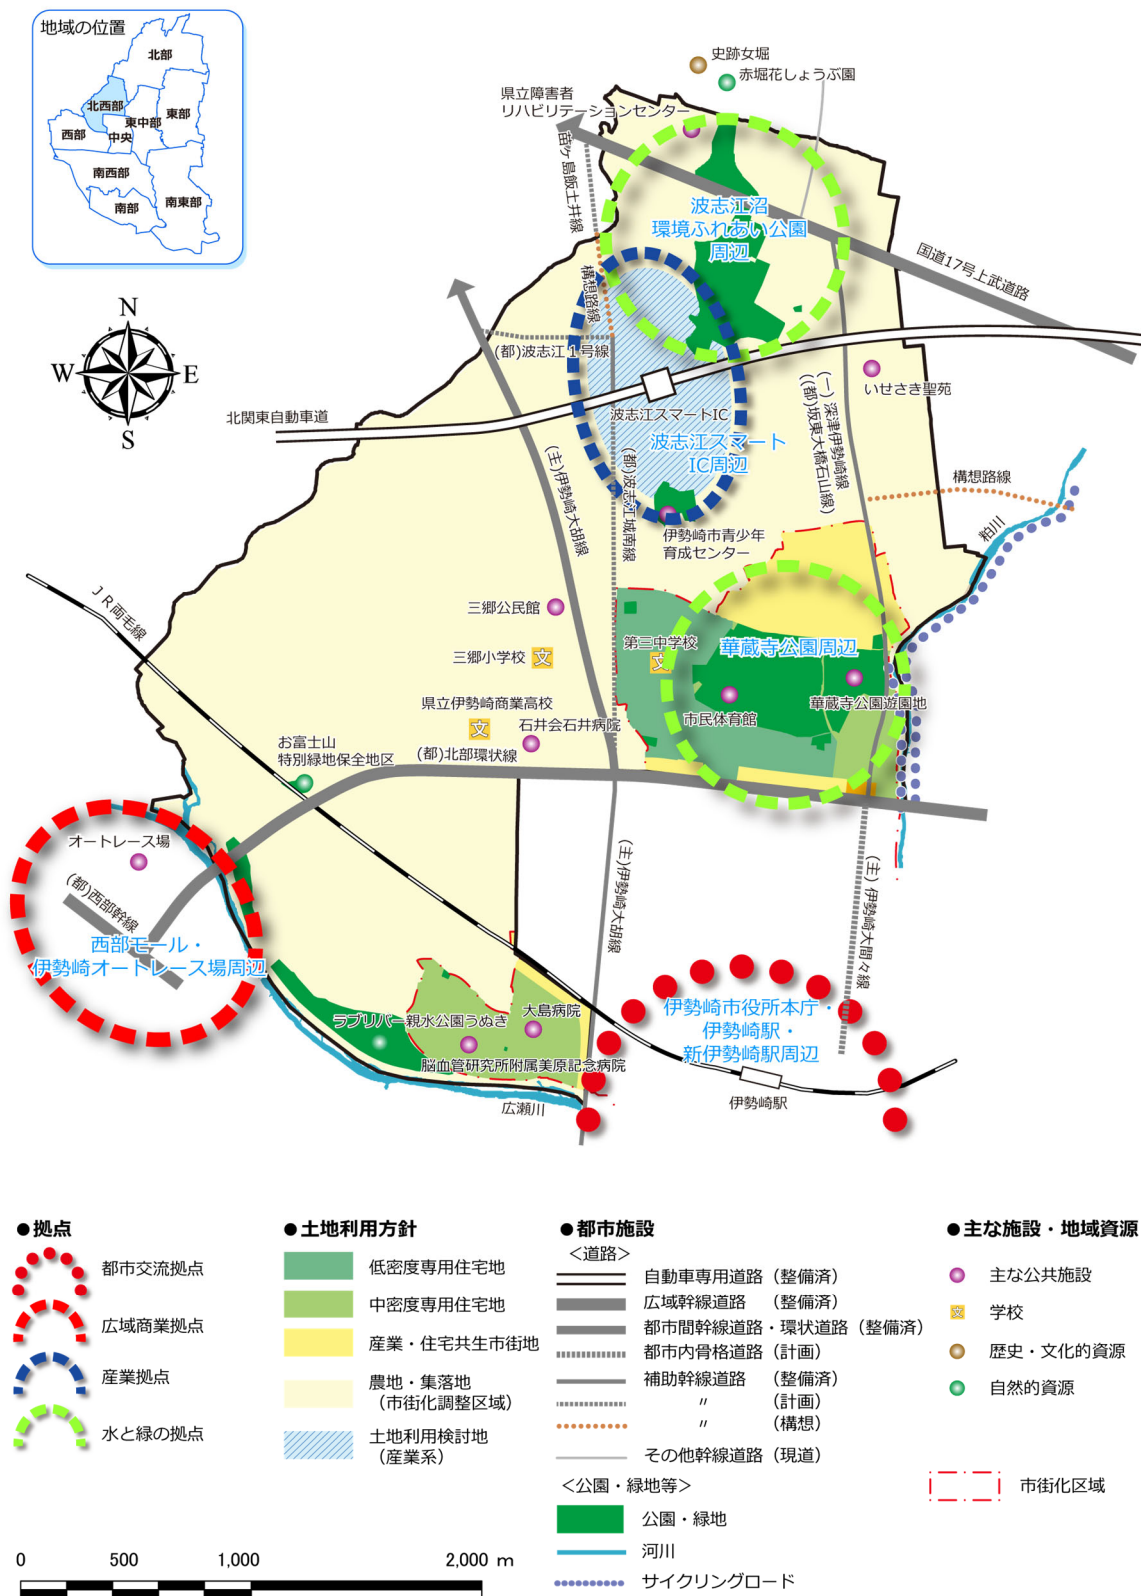 地域の位置
北部
北西部
東中部
東部
西部
中央
南西部
南東部
南部
N
W
E
S
史跡女堀
赤堀花しょうぶ園
県立障害者
リハビリテーションセンター
苗ヶ島飯土井線
波志江沼
環境ふれあい公園
周辺
国道17号上武道路
構想路線
(都)波志江1号線
北関東自動車道
波志江スマートIC
波志江スマート
IC周辺
(一)深津伊勢崎線
((都)坂東大橋石山線)
いせさき聖苑
構想路線
粕川
(主)伊勢崎大胡線
(都)波志江城南線
伊勢崎市青少年
育成センター
JR両毛線
三郷公民館
三郷小学校
第三中学校
華蔵寺公園周辺
県立伊勢崎商業高校
石井会石井病院
市民体育館
華蔵寺公園遊園地
お富士山
特別緑地保全地区
(都)北部環状線
オートレース場
(都)西部幹線
西部モール・
伊勢崎オートレース場周辺
(主)伊勢崎大胡線
(主)伊勢崎大間々線
ラブリバー親水公園うぬき
大島病院
脳血管研究所附属美原記念病院
広瀬川
伊勢崎市役所本庁・
伊勢崎駅・
新伊勢崎駅周辺
伊勢崎駅
文
文
文
●拠点
都市交流拠点
広域商業拠点
産業拠点
水と緑の拠点
●土地利用方針
低密度専用住宅地
中密度専用住宅地
産業・住宅共生市街地
農地・集落地
(市街化調整区域)
土地利用検討地
(産業系)
●都市施設
<道路>
自動車専用道路(整備済)
広域幹線道路 (整備済)
都市間幹線道路・環状道路(整備済)
都市内骨格道路(計画)
補助幹線道路 (整備済)
〃 (計画)
〃 (構想)
その他幹線道路(現道)
<公園・緑地等>
公園・緑地
河川
サイクリングロード
●主な施設・地域資源
主な公共施設
文 学校
歴史・文化的資源
自然的資源
市街化区域
0 500 1,000 2,000 m